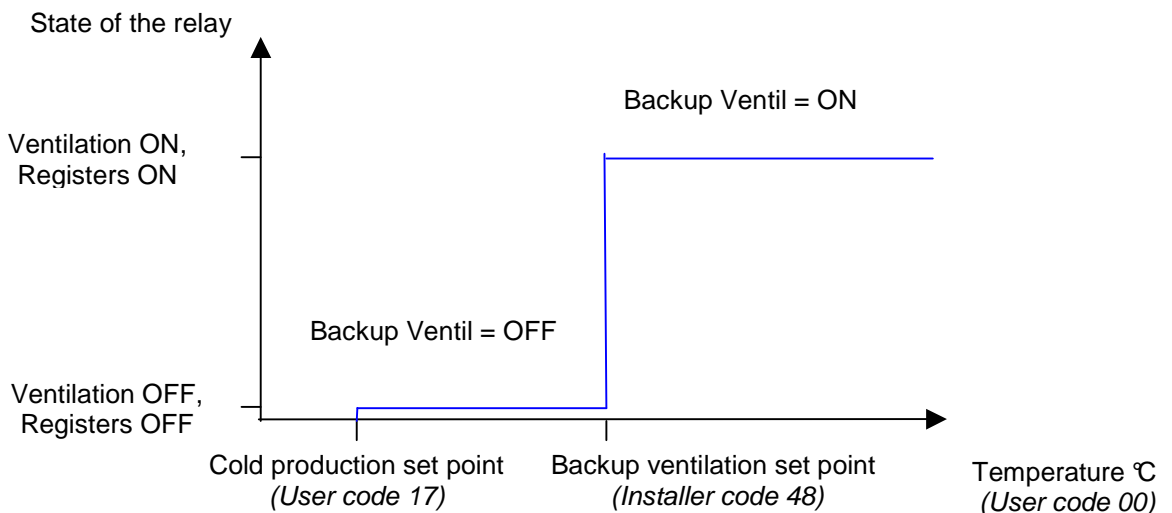 State of the relay
Backup Ventil = ON
Ventilation ON,
Registers ON
Backup Ventil = OFF
Ventilation OFF,
Registers OFF
Cold production set point
(User code 17)
Backup ventilation set point
(Installer code 48)
Temperature °C
(User code 00)